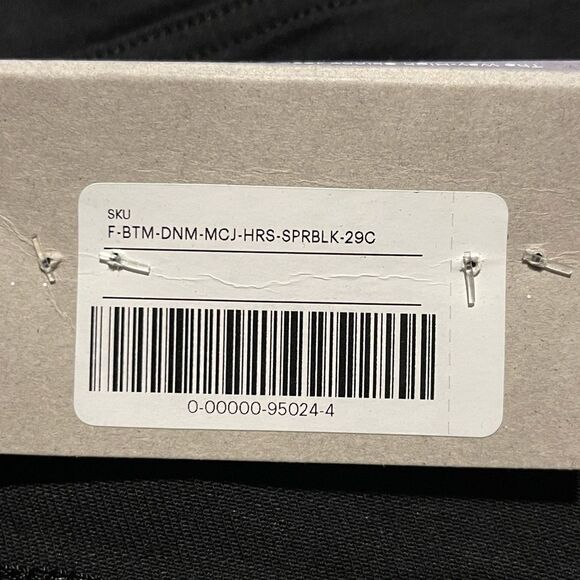 SKU
F-BTM-DNM-MCJ-HRS-SPRBLK-29C
0-00000-95024-4